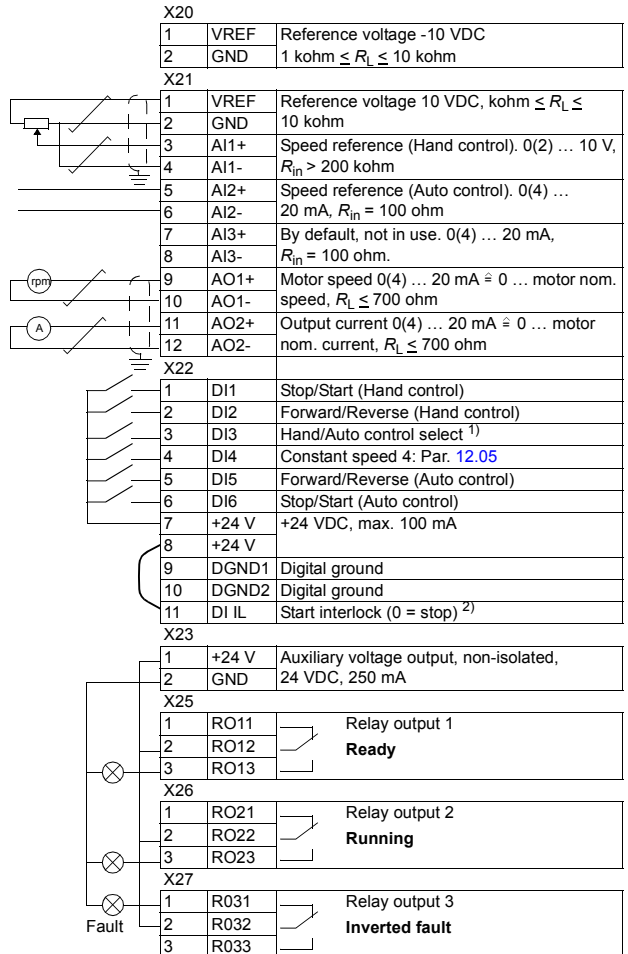 X20
1 VREF Reference voltage -10 VDC
2 GND 1 kohm ≤ RL ≤ 10 kohm
X21
1 VREF Reference voltage 10 VDC, kohm ≤ RL ≤
2 GND 10 kohm
3 AI1+ Speed reference (Hand control). 0(2) … 10 V,
4 AI1- Rin > 200 kohm
5 AI2+ Speed reference (Auto control). 0(4) …
6 AI2- 20 mA, Rin = 100 ohm
7 AI3+ By default, not in use. 0(4) … 20 mA,
8 AI3- Rin = 100 ohm.
rpm 9 AO1+ Motor speed 0(4) … 20 mA ≙ 0 … motor nom.
10 AO1- speed, RL ≤ 700 ohm
A 11 AO2+ Output current 0(4) … 20 mA ≙ 0 … motor
12 AO2- nom. current, RL ≤ 700 ohm
X22
1 DI1 Stop/Start (Hand control)
2 DI2 Forward/Reverse (Hand control)
3 DI3 Hand/Auto control select 1)
4 DI4 Constant speed 4: Par. 12.05
5 DI5 Forward/Reverse (Auto control)
6 DI6 Stop/Start (Auto control)
7 +24 V +24 VDC, max. 100 mA
8 +24 V
9 DGND1 Digital ground
10 DGND2 Digital ground
11 DI IL Start interlock (0 = stop) 2)
X23
1 +24 V Auxiliary voltage output, non-isolated,
2 GND 24 VDC, 250 mA
X25
1 RO11 Relay output 1
2 RO12 Ready
3 RO13
X26
1 RO21 Relay output 2
2 RO22 Running
3 RO23
X27
1 R031 Relay output 3
Fault 2 R032 Inverted fault
3 R033